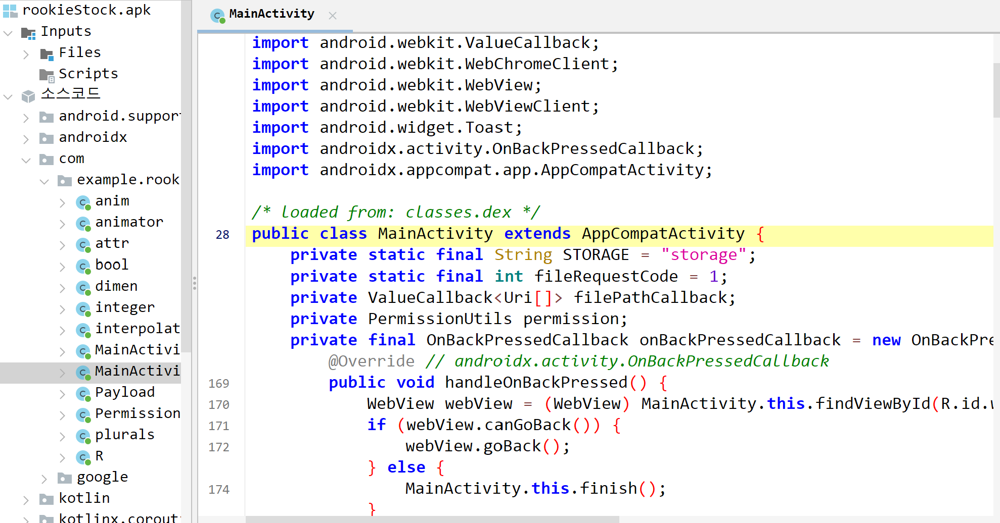 rookieStock.apk
Inputs
Files
Scripts
소스코드
android.suppor
androidx
com
example.rook
anim
animator
attr
bool
dimen
integer
interpolat
MainActivi
MainActivi
Payload
Permission
plurals
R
google
kotlin
kotlinx.corout
MainActivity
import android.webkit.ValueCallback;
import android.webkit.WebChromeClient;
import android.webkit.WebView;
import android.webkit.WebViewClient;
import android.widget.Toast;
import androidx.activity.OnBackPressedCallback;
import androidx.appcompat.app.AppCompatActivity;
/* loaded from: classes.dex */
28 public class MainActivity extends AppCompatActivity {
private static final String STORAGE = "storage";
private static final int fileRequestCode = 1;
private ValueCallback<Uri[]> filePathCallback;
private PermissionUtils permission;
private final OnBackPressedCallback onBackPressedCallback = new OnBackPre
@Override // androidx.activity.OnBackPressedCallback
169 public void handleOnBackPressed() {
170 WebView webView = (WebView) MainActivity.this.findViewById(R.id.w
171 if (webView.canGoBack()) {
172 webView.goBack();
} else {
174 MainActivity.this.finish();
}